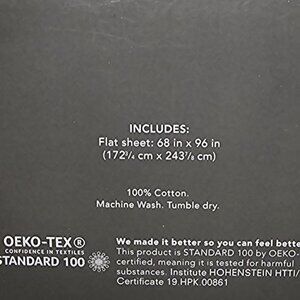 INCLUDES:
Flat sheet: 68 in x 96 in
(172³/₄ cm x 243⁷/₈ cm)
100% Cotton.
Machine Wash. Tumble dry.
OEKO-TEX®
CONFIDENCE IN TEXTILES
STANDARD 100
We made it better so you can feel better
This product is STANDARD 100 by OEKO-
meaning, it is tested for harmful
substances. Institute HOHENSTEIN HTTI/
Certificate 19.HPK.00861